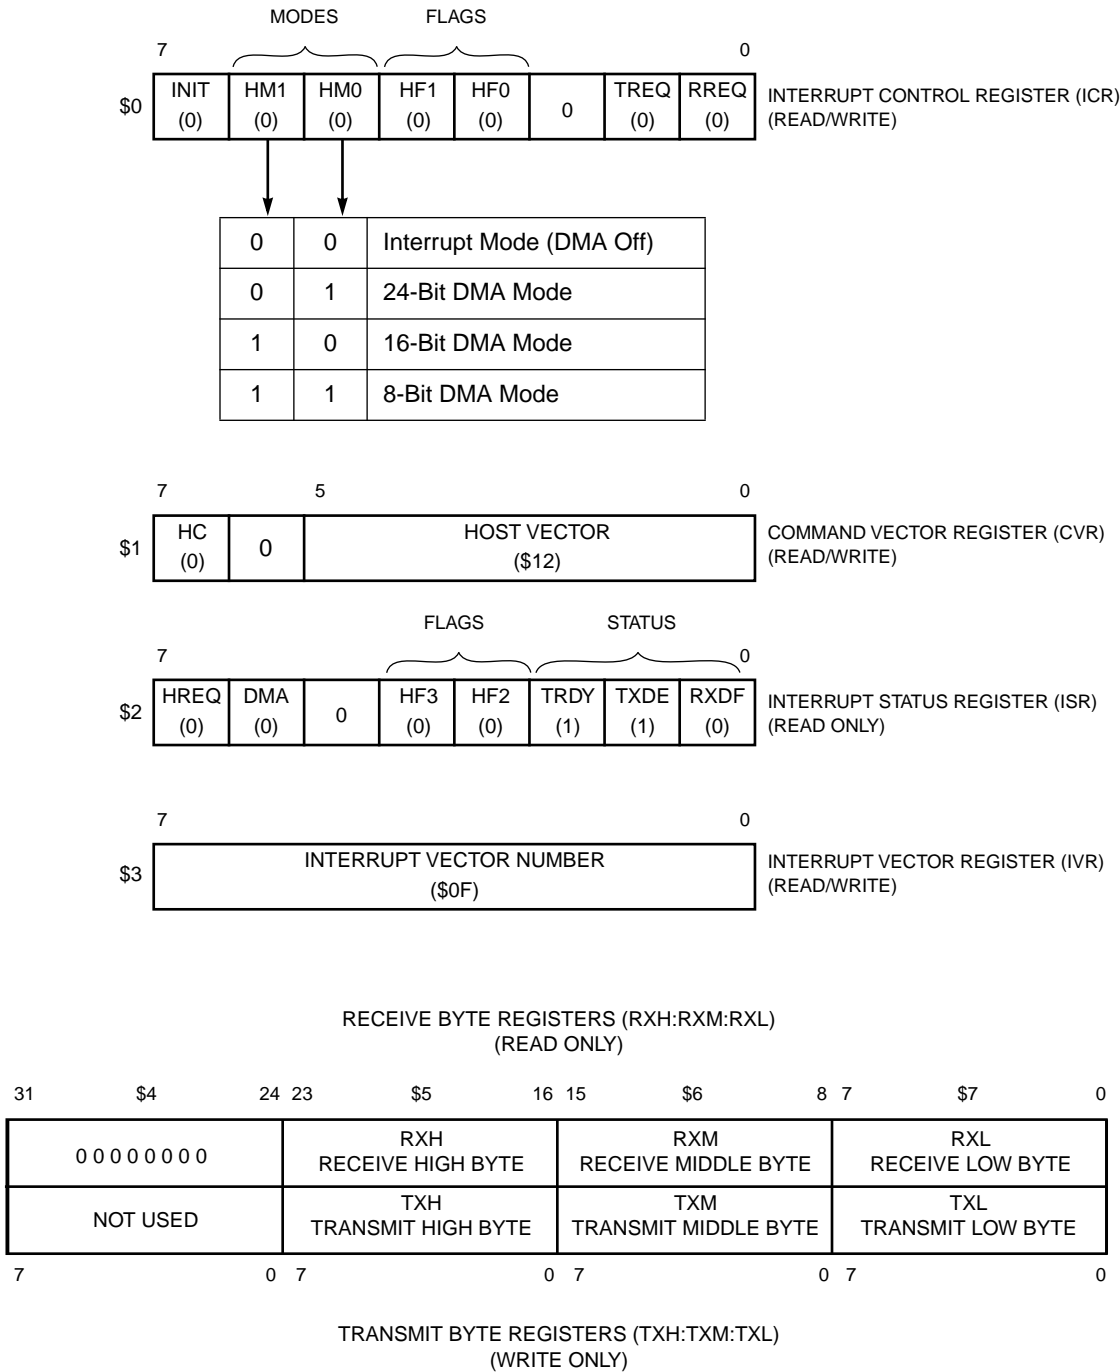 MODES FLAGS
7 0
$0 INIT HM1 HM0 HF1 HF0 0 TREQ RREQ INTERRUPT CONTROL REGISTER (ICR)
(0) (0) (0) (0) (0) (0) (0) (READ/WRITE)
0 0 Interrupt Mode (DMA Off)
0 1 24-Bit DMA Mode
1 0 16-Bit DMA Mode
1 1 8-Bit DMA Mode
7 5 0
$1 HC 0 HOST VECTOR COMMAND VECTOR REGISTER (CVR)
(0) ($12) (READ/WRITE)
FLAGS STATUS
7 0
$2 HREQ DMA 0 HF3 HF2 TRDY TXDE RXDF INTERRUPT STATUS REGISTER (ISR)
(0) (0) (0) (0) (1) (1) (0) (READ ONLY)
7 0
$3 INTERRUPT VECTOR NUMBER INTERRUPT VECTOR REGISTER (IVR)
($0F) (READ/WRITE)
RECEIVE BYTE REGISTERS (RXH:RXM:RXL)
(READ ONLY)
31 $4 24 23 $5 16 15 $6 8 7 $7 0
0 0 0 0 0 0 0 0 RXH RXM RXL
RECEIVE HIGH BYTE RECEIVE MIDDLE BYTE RECEIVE LOW BYTE
NOT USED TXH TXM TXL
TRANSMIT HIGH BYTE TRANSMIT MIDDLE BYTE TRANSMIT LOW BYTE
7 0 7 0 7 0 7 0
TRANSMIT BYTE REGISTERS (TXH:TXM:TXL)
(WRITE ONLY)